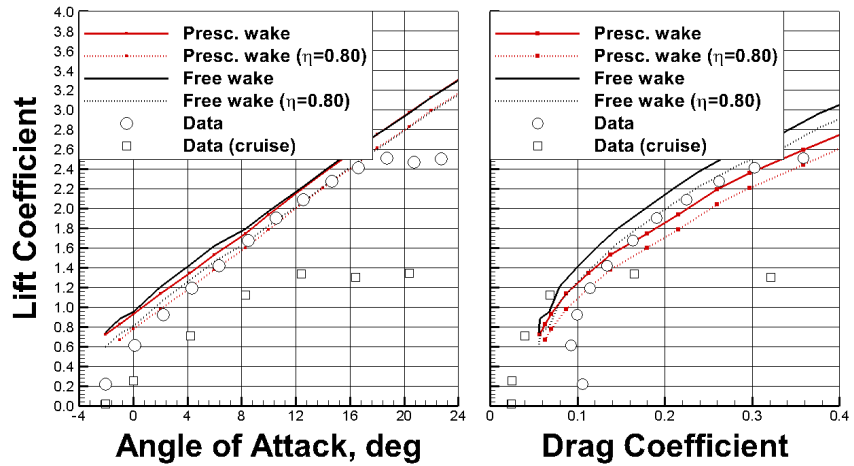 4.0
3.8
3.6
3.4
3.2
3.0
2.8
2.6
2.4
2.2
2.0
1.8
1.6
1.4
1.2
1.0
0.8
0.6
0.4
0.2
0.0
Lift Coefficient
Presc. wake
Presc. wake (η=0.80)
Free wake
Free wake (η=0.80)
Data
Data (cruise)
-4 0 4 8 12 16 20 24
Angle of Attack, deg
Presc. wake
Presc. wake (η=0.80)
Free wake
Free wake (η=0.80)
Data
Data (cruise)
0 0.1 0.2 0.3 0.4
Drag Coefficient